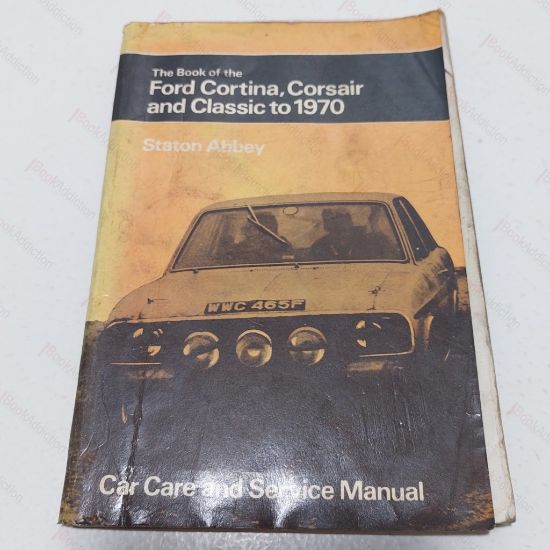 The Book of the
Ford Cortina, Corsair
and Classic to 1970
Staton Abbey
WWC 465F
Car Care and Service Manual
BookAddiction